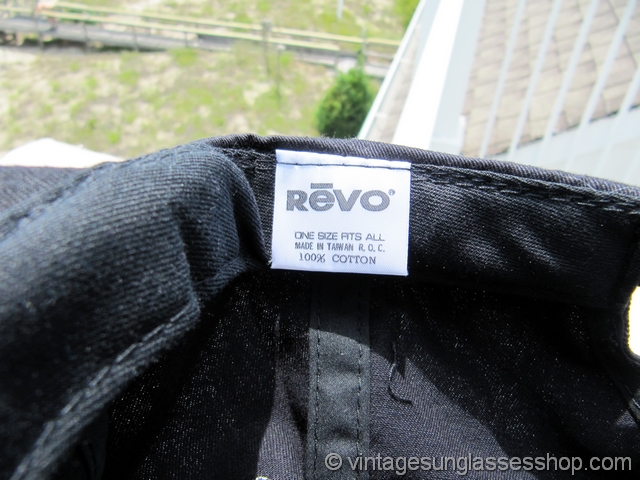 RēVO®
ONE SIZE FITS ALL
MADE IN TAIWAN R.O.C.
100% COTTON
© vintagesunglassesshop.com